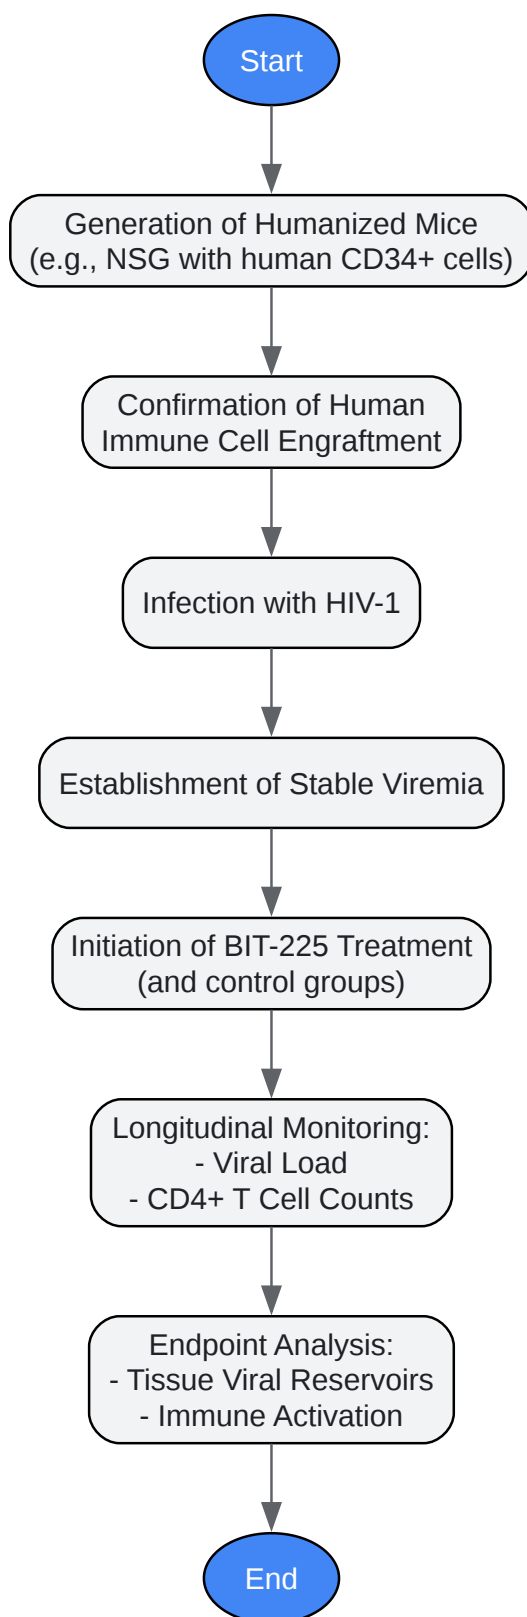 Start
Generation of Humanized Mice
(e.g., NSG with human CD34+ cells)
Confirmation of Human
Immune Cell Engraftment
Infection with HIV-1
Establishment of Stable Viremia
Initiation of BIT-225 Treatment
(and control groups)
Longitudinal Monitoring:
- Viral Load
- CD4+ T Cell Counts
Endpoint Analysis:
- Tissue Viral Reservoirs
- Immune Activation
End